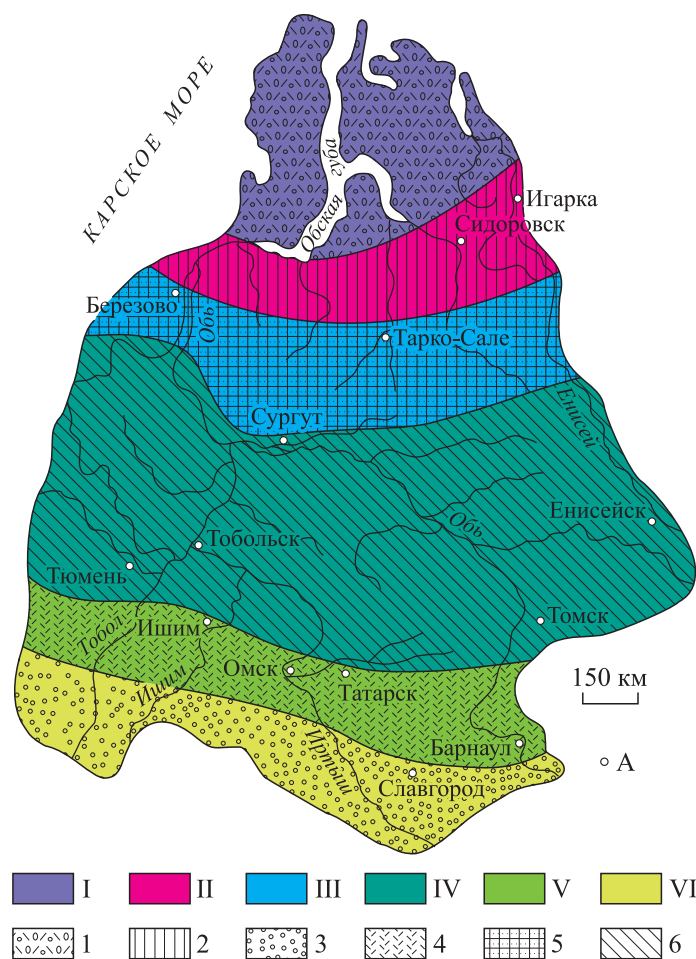 КАРСКОЕ МОРЕ
Обская губа
Игарка
Сидоровск
Березово
Обь
Тарко-Сале
Сургут
Енисей
Обь
Енисейск
Тобольск
Тюмень
Тобол
Ишим
Томск
Омск
Татарск
Ишим
150 км
Иртыш
Барнаул
А
Славгород
I II III IV V VI
1 2 3 4 5 6